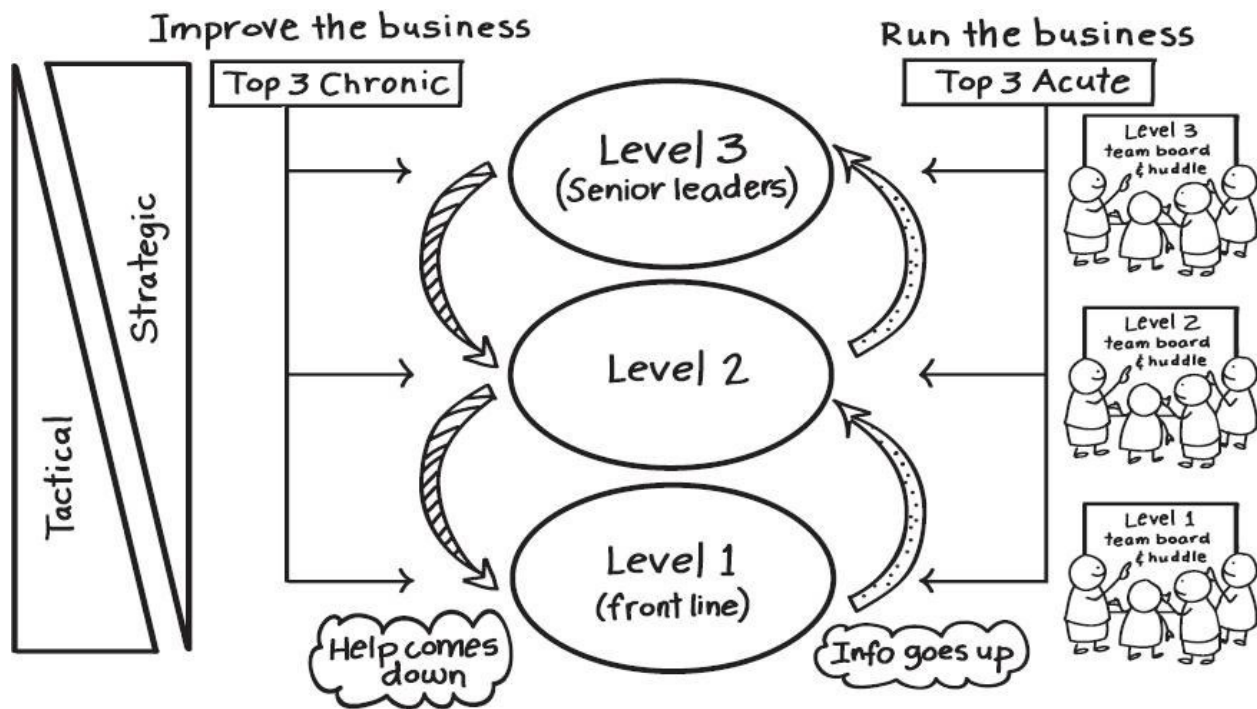 Improve the business
Run the business
Top 3 Chronic
Top 3 Acute
Strategic
Tactical
Level 3
(Senior leaders)
Level 2
Level 1
(front line)
Help comes
down
Info goes up
Level 3
team board
& huddle
Level 2
team board
& huddle
Level 1
team board
& huddle